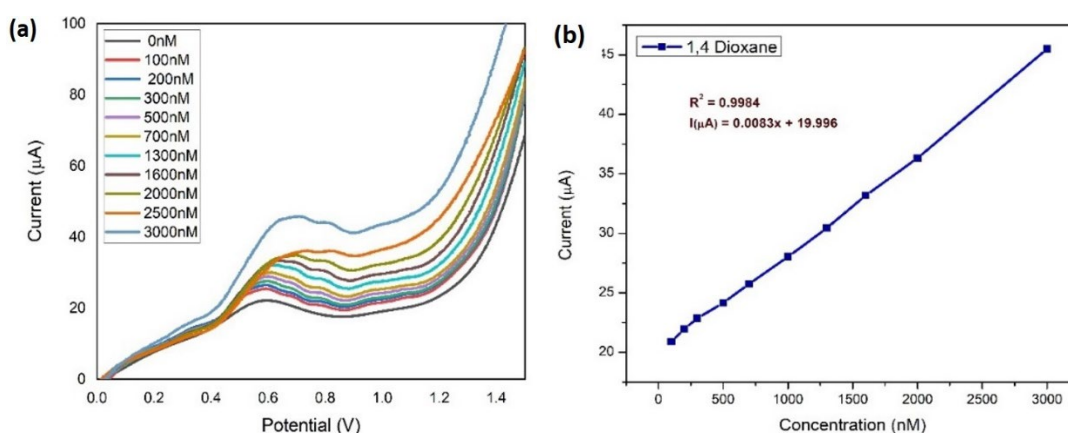 (a)
100
80
60
40
20
0
Current (µA)
0nM
100nM
200nM
300nM
500nM
700nM
1300nM
1600nM
2000nM
2500nM
3000nM
0.0 0.2 0.4 0.6 0.8 1.0 1.2 1.4
Potential (V)
(b)
1,4 Dioxane
R² = 0.9984
I(µA) = 0.0083x + 19.996
45
40
35
30
25
20
Current (µA)
0 500 1000 1500 2000 2500 3000
Concentration (nM)